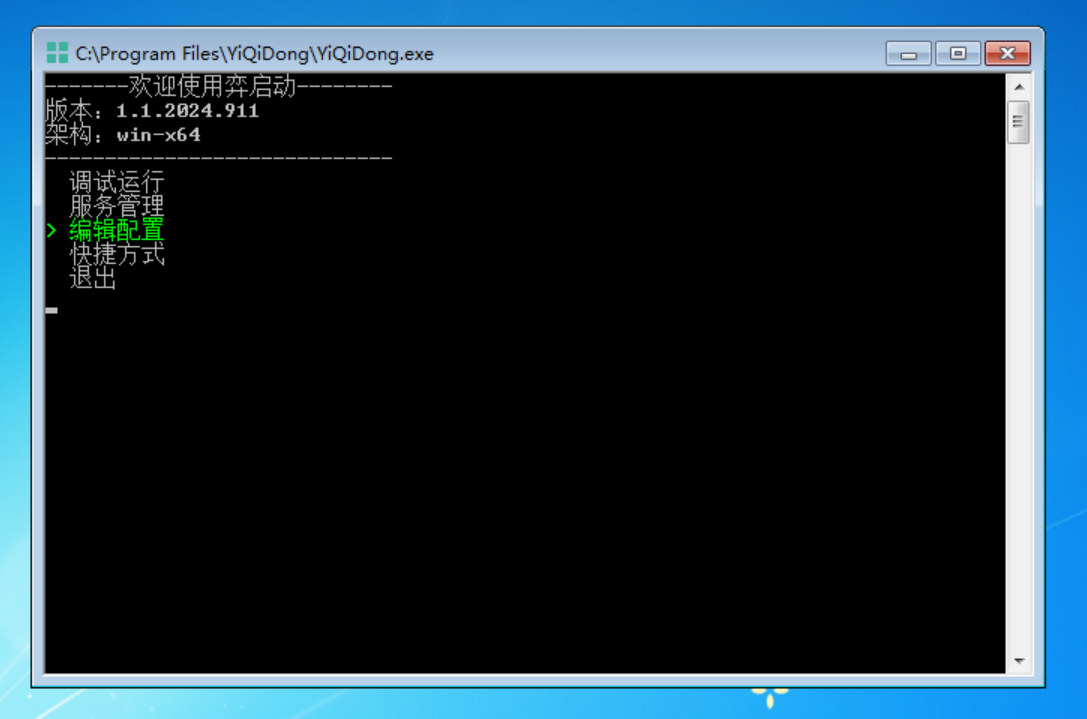 C:\Program Files\YiQiDong\YiQiDong.exe
-------欢迎使用弈启动--------
版本：1.1.2024.911
架构：win-x64
-----------------------------
调试运行
服务管理
> 编辑配置
快捷方式
退出